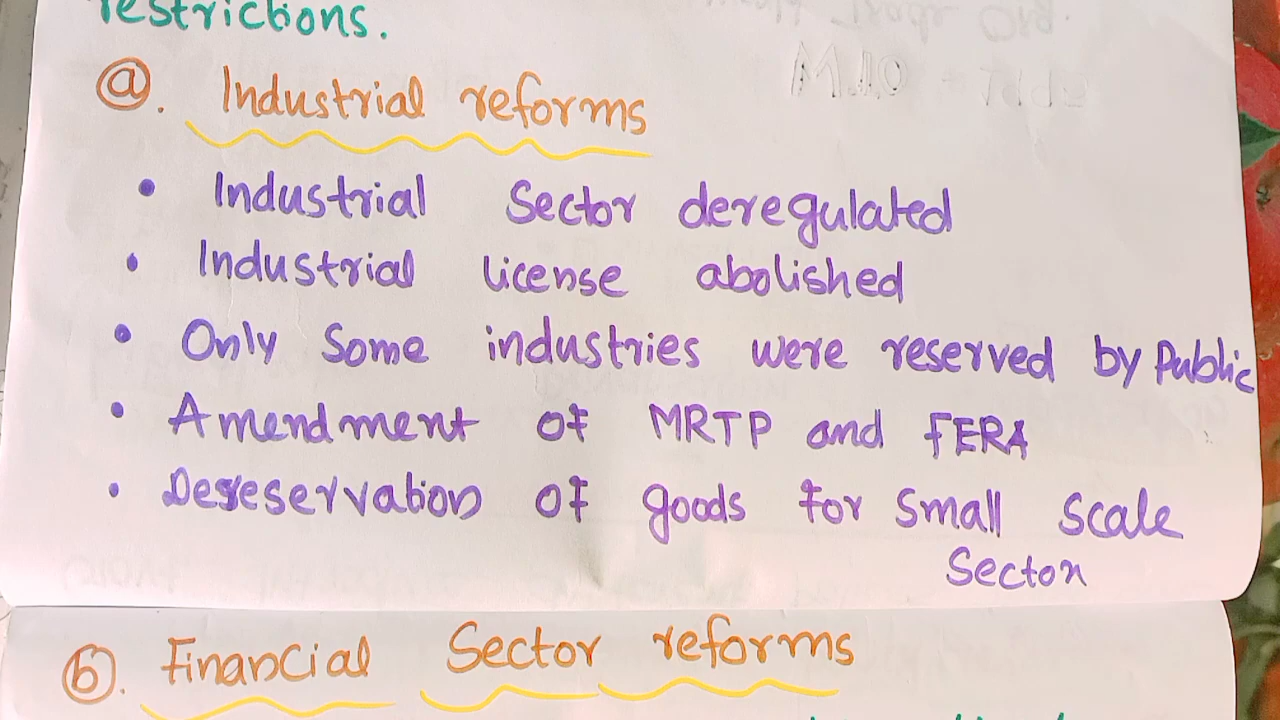 restrictions.
ⓐ. Industrial reforms
• Industrial Sector deregulated
• Industrial license abolished
• Only Some industries were reserved by Public
• Amendment of MRTP and FERA
• Dereservation of goods for Small Scale
Sector
ⓑ. Financial Sector reforms